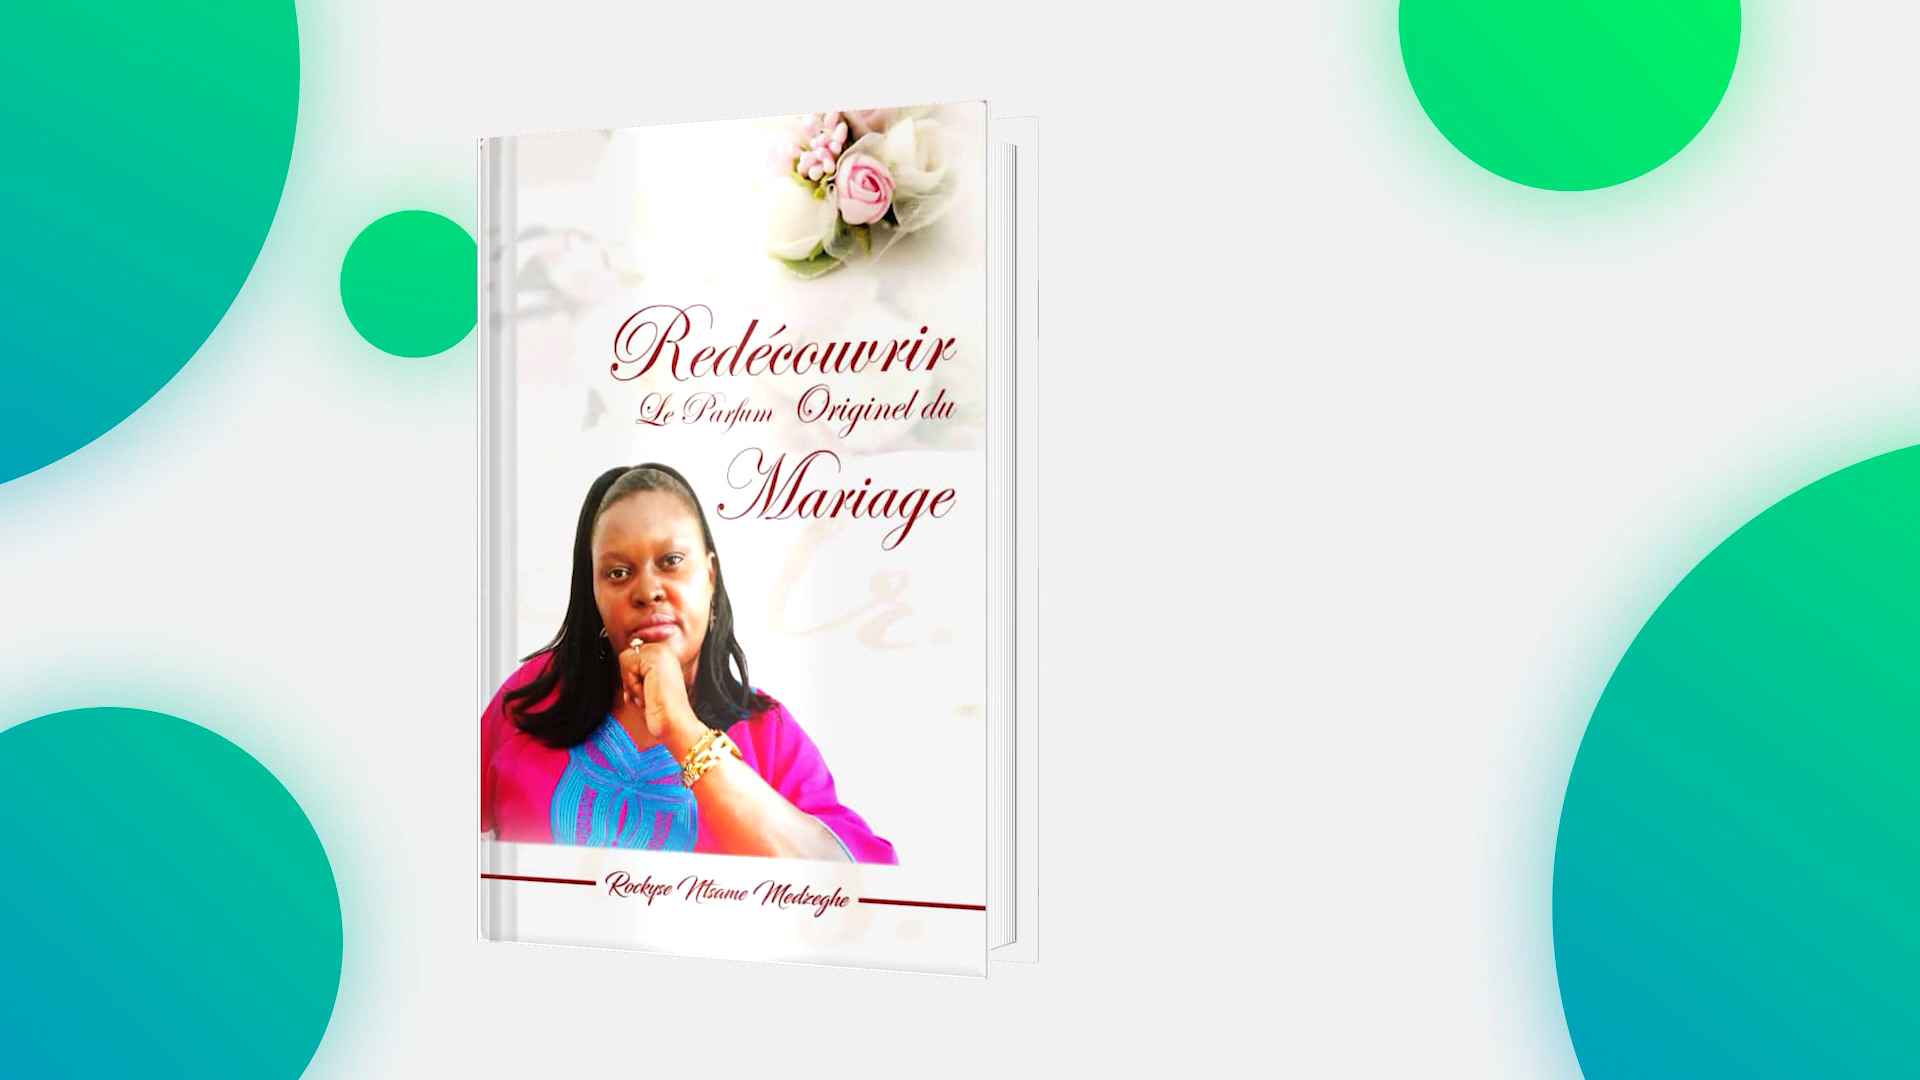 Redécouvrir
Le Parfum Originel du
Mariage
Rockyse Ntsame Medzeghe